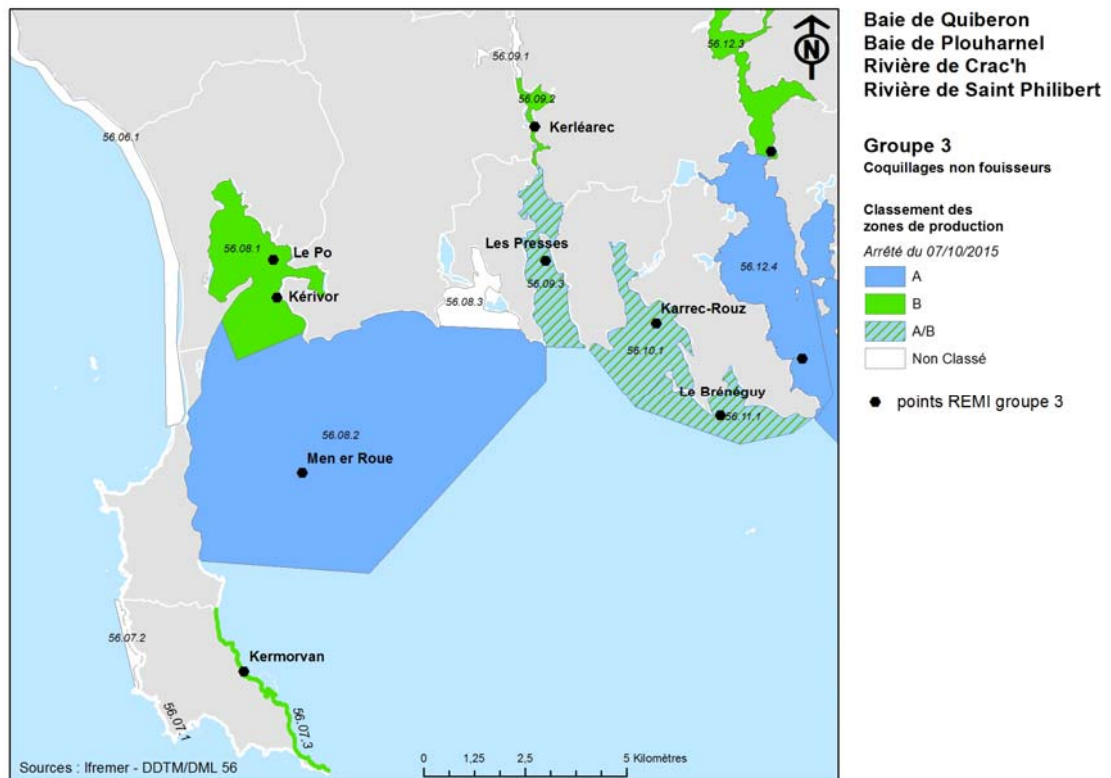 Baie de Quiberon
Baie de Plouharnel
Rivière de Crac'h
Rivière de Saint Philibert
Groupe 3
Coquillages non fouisseurs
Classement des
zones de production
Arrêté du 07/10/2015
A
B
A/B
Non Classé
points REMI groupe 3
N
56.12.3
56.09.1
56.09.2
Kerléarec
56.06.1
56.08.1
Le Po
Les Presses
56.12.4
Kérivor
56.09.3
56.08.3
Karrec-Rouz
56.10.1
Le Brénéguy
56.11.1
56.08.2
Men er Roue
56.07.2
Kermorvan
56.07.1
56.07.3
0 1,25 2,5 5 Kilomètres
Sources : Ifremer - DDTM/DML 56